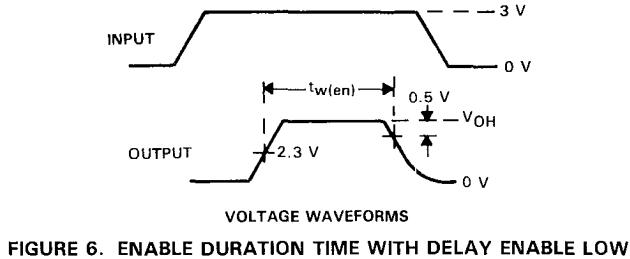 3 V
INPUT
0 V
tw(en)
0.5 V
VOH
OUTPUT
2.3 V
0 V
VOLTAGE WAVEFORMS
FIGURE 6. ENABLE DURATION TIME WITH DELAY ENABLE LOW